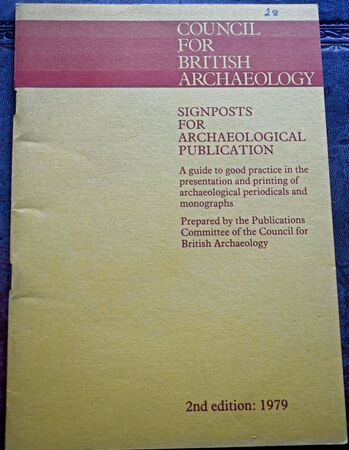 28
COUNCIL
FOR
BRITISH
ARCHAEOLOGY
SIGNPOSTS
FOR
ARCHAEOLOGICAL
PUBLICATION
A guide to good practice in the
presentation and printing of
archaeological periodicals and
monographs
Prepared by the Publications
Committee of the Council for
British Archaeology
2nd edition: 1979